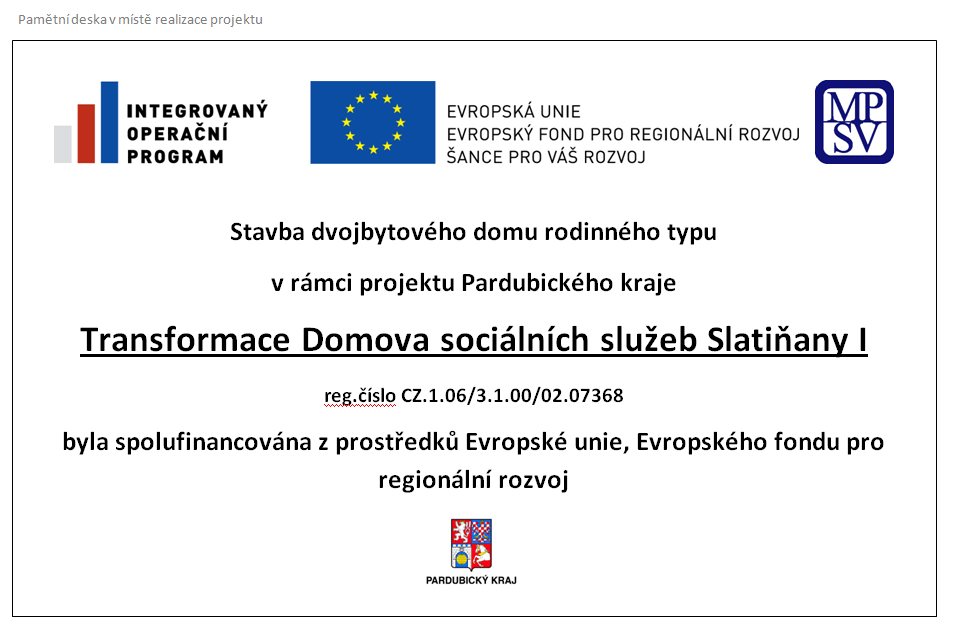 Pamětní deska v místě realizace projektu
INTEGROVANÝ
OPERAČNÍ
PROGRAM
EVROPSKÁ UNIE
EVROPSKÝ FOND PRO REGIONÁLNÍ ROZVOJ
ŠANCE PRO VÁŠ ROZVOJ
MP
SV
Stavba dvojbytového domu rodinného typu
v rámci projektu Pardubického kraje
Transformace Domova sociálních služeb Slatiňany I
reg.číslo CZ.1.06/3.1.00/02.07368
byla spolufinancována z prostředků Evropské unie, Evropského fondu pro
regionální rozvoj
PARDUBICKÝ KRAJ